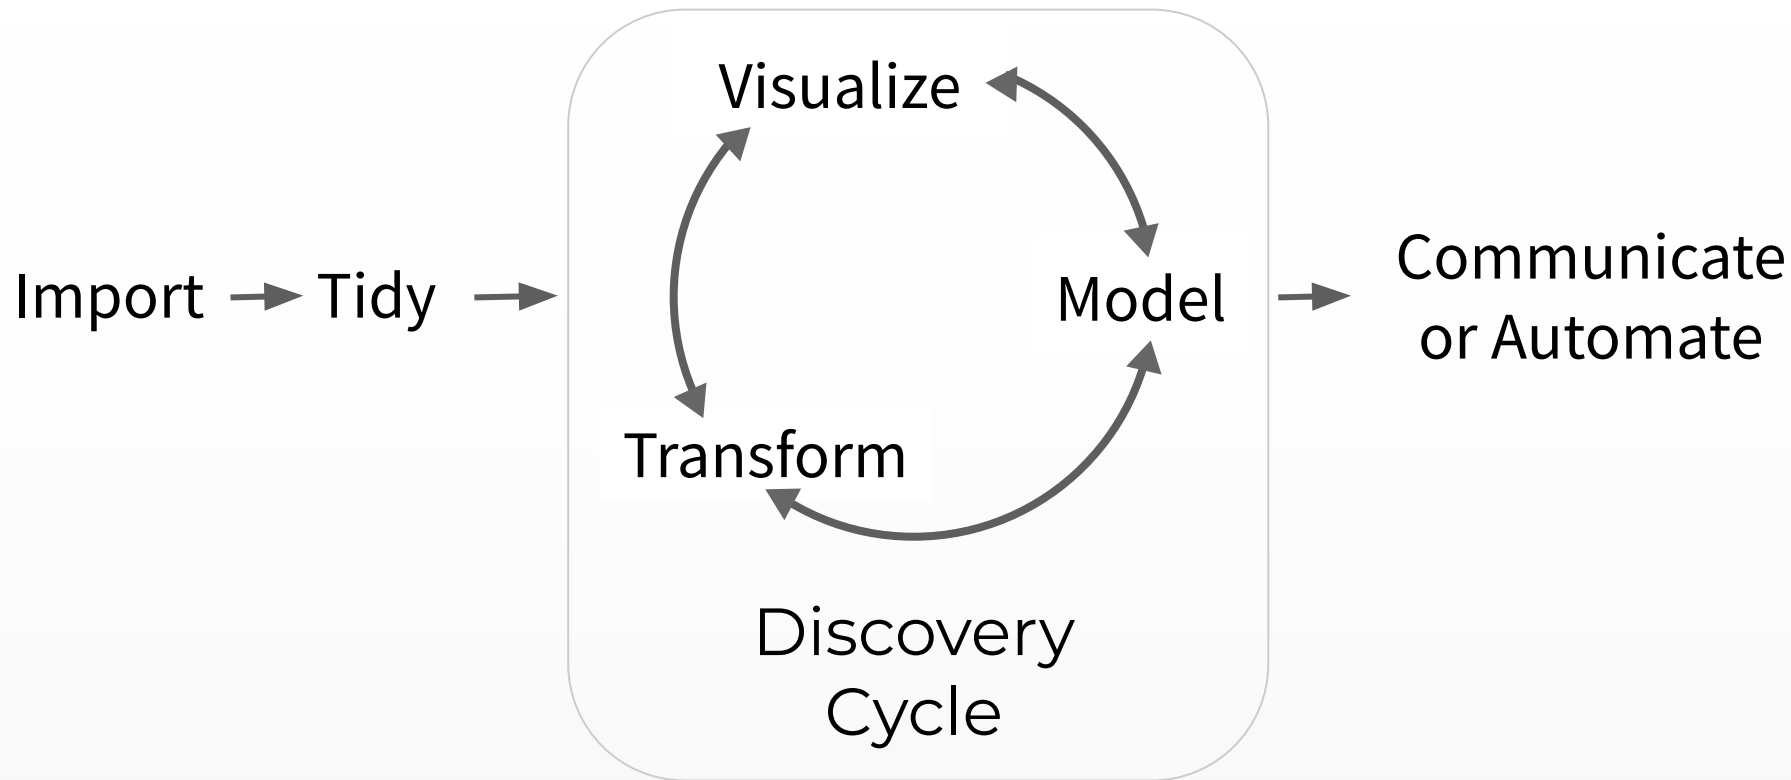 Visualize
Import
Tidy
Model
Communicate
or Automate
Transform
Discovery
Cycle